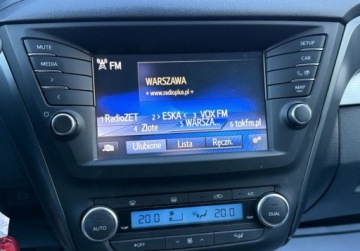 MUTE
SETUP
FM
MEDIA
CAR
WARSZAWA
+ www.radioplus.pl +
MAP
1 RadioZET 2 > ESKA < 3 VOX FM
4 Złote 5 WARSZA... 6 tokfm.pl
Ulubione Lista Ręczn.
20.0 20.0
AUTO DUAL